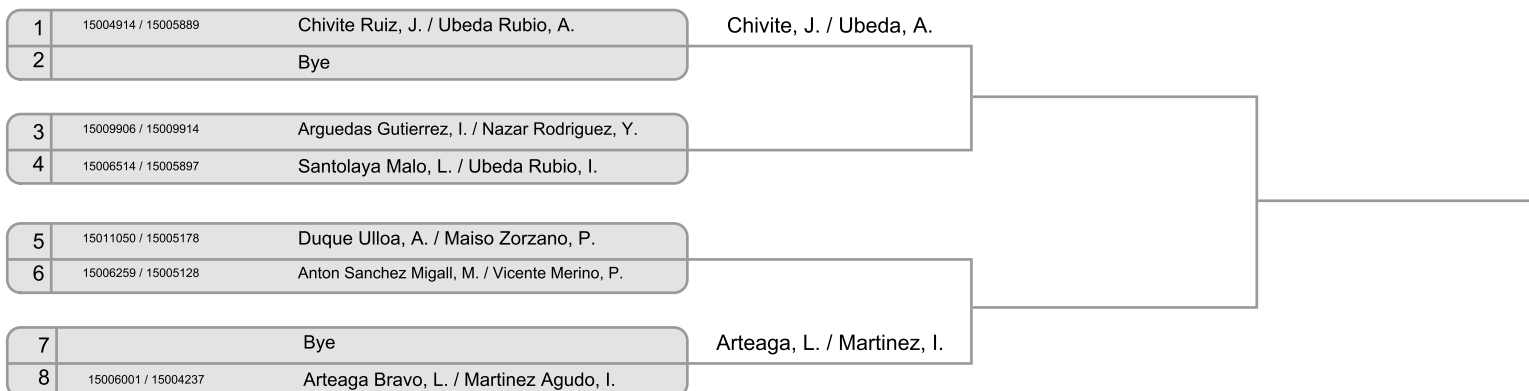 1 15004914 / 15005889 Chivite Ruiz, J. / Ubeda Rubio, A. Chivite, J. / Ubeda, A.
2 Bye
3 15009906 / 15009914 Arguedas Gutierrez, I. / Nazar Rodriguez, Y.
4 15006514 / 15005897 Santolaya Malo, L. / Ubeda Rubio, I.
5 15011050 / 15005178 Duque Ulloa, A. / Maiso Zorzano, P.
6 15006259 / 15005128 Anton Sanchez Migall, M. / Vicente Merino, P.
7 Bye Arteaga, L. / Martinez, I.
8 15006001 / 15004237 Arteaga Bravo, L. / Martinez Agudo, I.